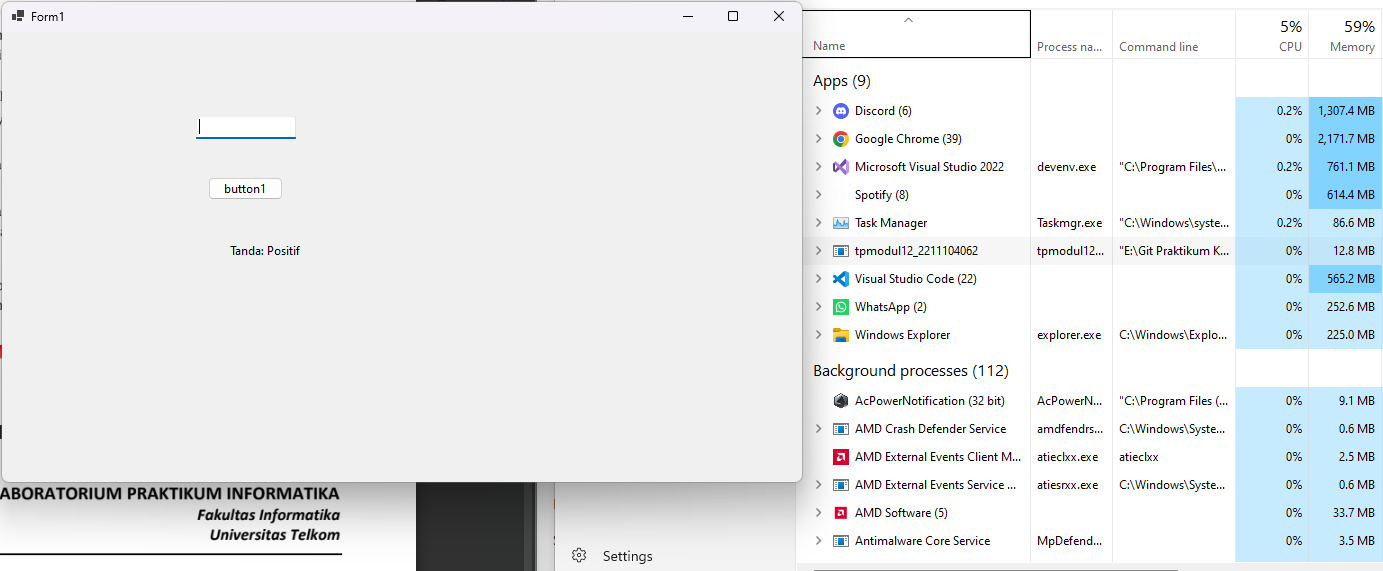 Form1
button1
Tanda: Positif
ABORATORIUM PRAKTIKUM INFORMATIKA
Fakultas Informatika
Universitas Telkom
Settings
5% 59%
Name Process na... Command line CPU Memory
Apps (9)
Discord (6) 0.2% 1,307.4 MB
Google Chrome (39) 0% 2,171.7 MB
Microsoft Visual Studio 2022 devenv.exe "C:\Program Files\... 0.2% 761.1 MB
Spotify (8) 0% 614.4 MB
Task Manager Taskmgr.exe "C:\Windows\syste... 0.2% 86.6 MB
tpmodul12_2211104062 tpmodul12... "E:\Git Praktikum K... 0% 12.8 MB
Visual Studio Code (22) 0% 565.2 MB
WhatsApp (2) 0% 252.6 MB
Windows Explorer explorer.exe C:\Windows\Explo... 0% 225.0 MB
Background processes (112)
AcPowerNotification (32 bit) AcPowerN... "C:\Program Files (... 0% 9.1 MB
AMD Crash Defender Service amdfendrs... C:\Windows\Syste... 0% 0.6 MB
AMD External Events Client M... atieclxx.exe atieclxx 0% 2.5 MB
AMD External Events Service ... atiesrxx.exe C:\Windows\Syste... 0% 0.6 MB
AMD Software (5) 0% 33.7 MB
Antimalware Core Service MpDefend... 0% 3.5 MB